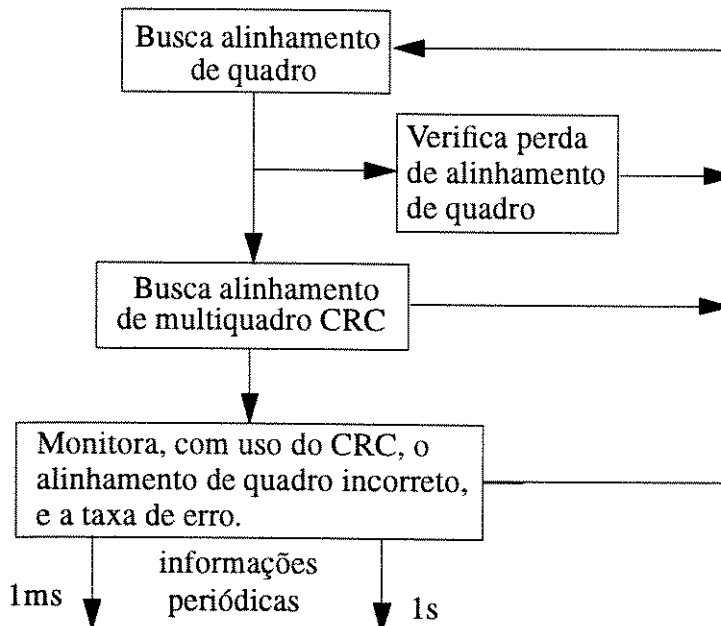 Busca alinhamento
de quadro
Verifica perda
de alinhamento
de quadro
Busca alinhamento
de multiquadro CRC
Monitora, com uso do CRC, o
alinhamento de quadro incorreto,
e a taxa de erro.
informações
periódicas
1ms
1s